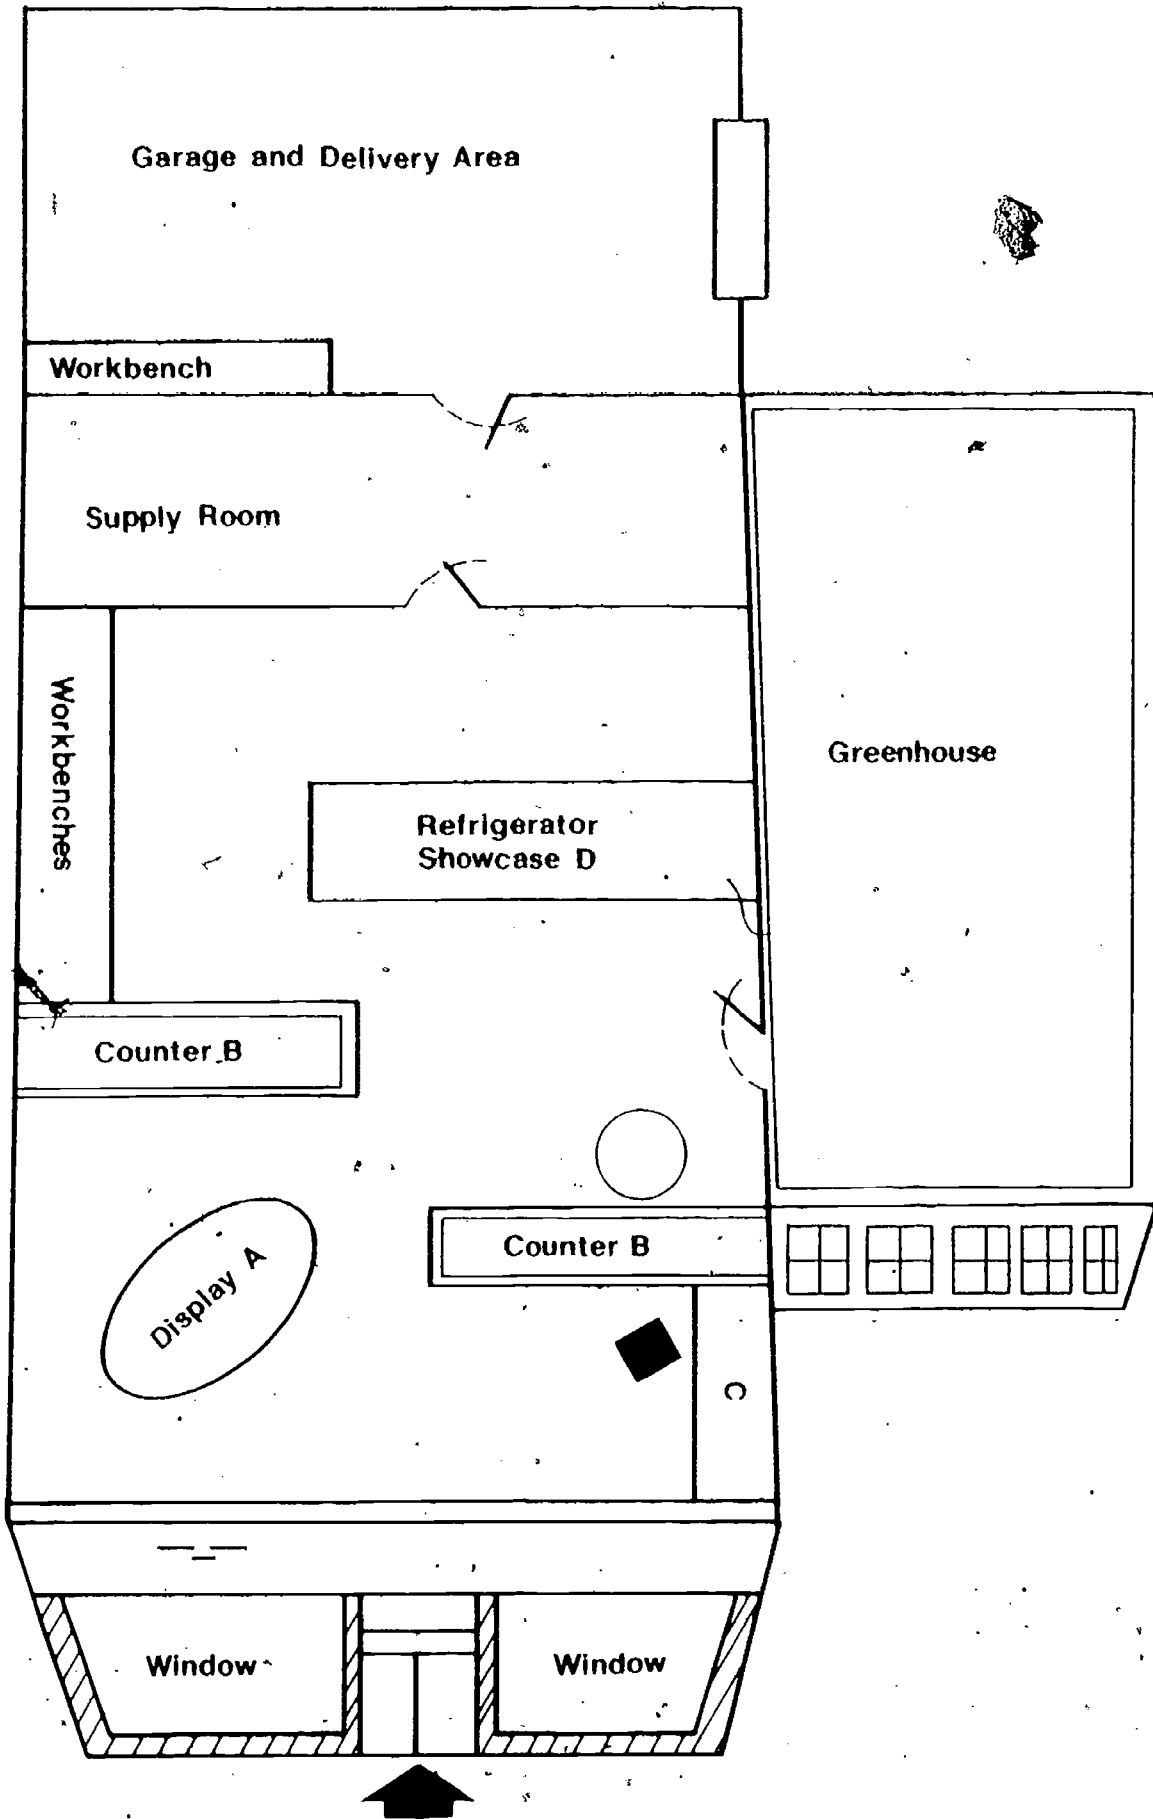 Garage and Delivery Area
Workbench
Supply Room
Workbenches
Greenhouse
Refrigerator
Showcase D
Counter B
Counter B
Display A
C
Window
Window